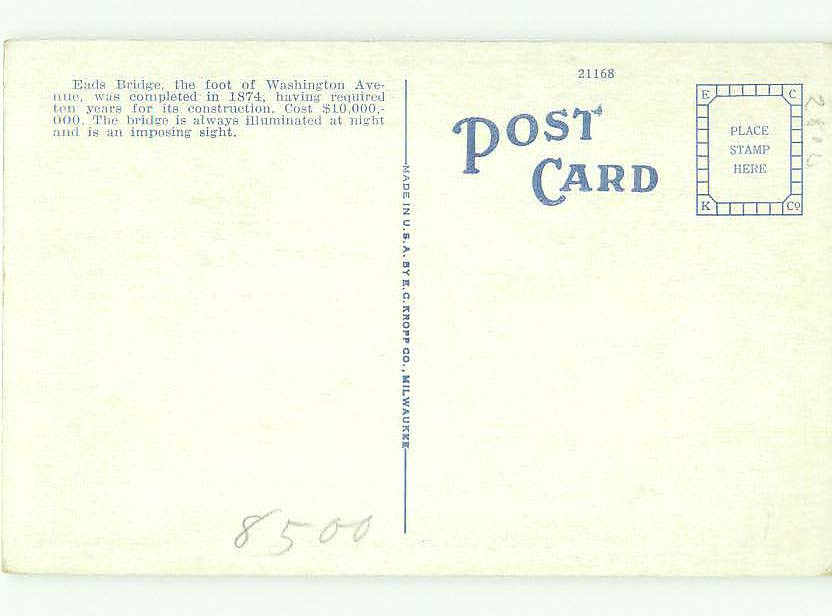 Eads Bridge, the foot of Washington Ave-
nue, was completed in 1874, having required
ten years for its construction. Cost $10,000,-
000. The bridge is always illuminated at night
and is an imposing sight.
MADE IN U.S.A. BY E. C. KROPP CO., MILWAUKEE
21168
POST
CARD
E C
PLACE
STAMP
HERE
K Co
8500